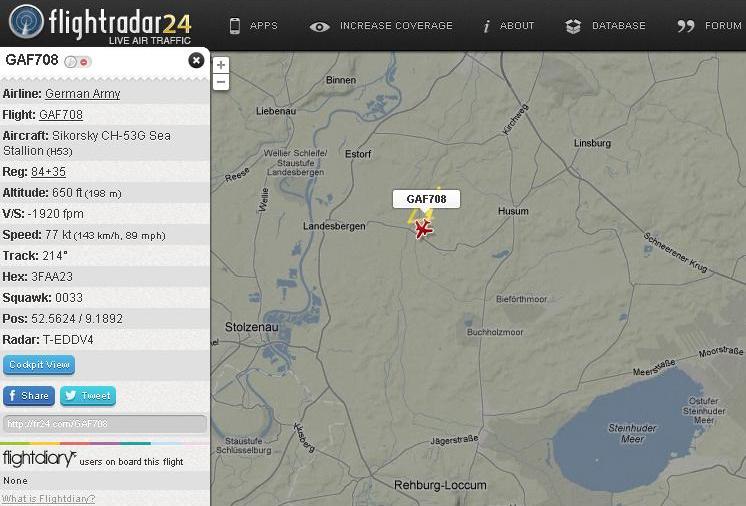 flightradar24
LIVE AIR TRAFFIC
APPS
INCREASE COVERAGE
i ABOUT
DATABASE
FORUM
GAF708
Airline: German Army
Flight: GAF708
Aircraft: Sikorsky CH-53G Sea
Stallion (H53)
Reg: 84+35
Altitude: 650 ft (198 m)
V/S: -1920 fpm
Speed: 77 kt (143 km/h, 89 mph)
Track: 214°
Hex: 3FAA23
Squawk: 0033
Pos: 52.5624 / 9.1892
Radar: T-EDDV4
Cockpit View
Share
Tweet
http://fr24.com/GAF708
flightdiary users on board this flight
None
What is Flightdiary?
+
−
Binnen
Liebenau
Kirchweg
Linsburg
Weller Schleife/
Staustufe
Landesbergen
Estorf
Reese
Wellie
GAF708
Husum
Landesbergen
Schneerener Krug
Bieförthmoor
Stolzenau
Buchholzmoor
Moorstraße
Meerstraße
Ostufer
Steinhuder
Meer
Steinhuder
Meer
Staustufe
Schlüsselburg
Jägerstraße
Rehburg-Loccum